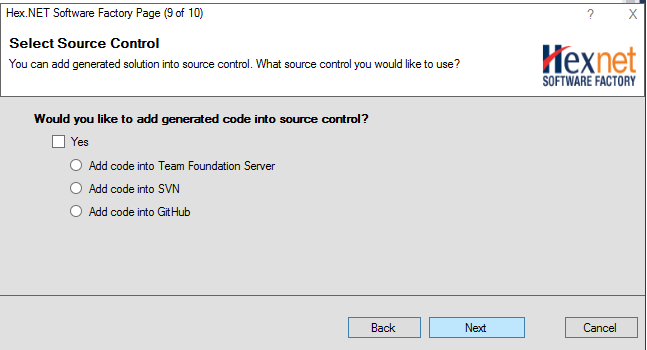 Hex.NET Software Factory Page (9 of 10)
? X
Select Source Control
You can add generated solution into source control. What source control you would like to use?
Hexnet
SOFTWARE FACTORY
Would you like to add generated code into source control?
Yes
Add code into Team Foundation Server
Add code into SVN
Add code into GitHub
Back Next Cancel